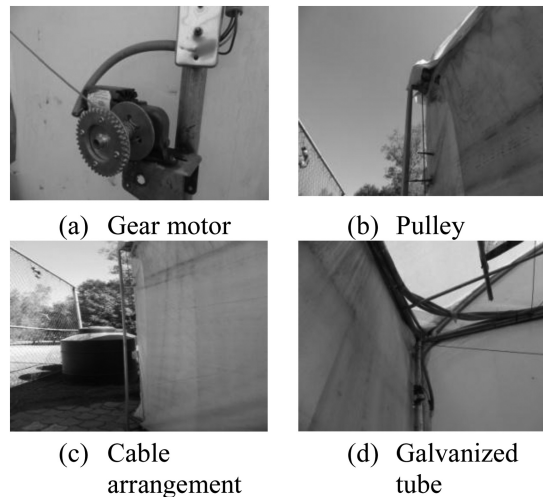 (a) Gear motor
(b) Pulley
(c) Cable
arrangement
(d) Galvanized
tube